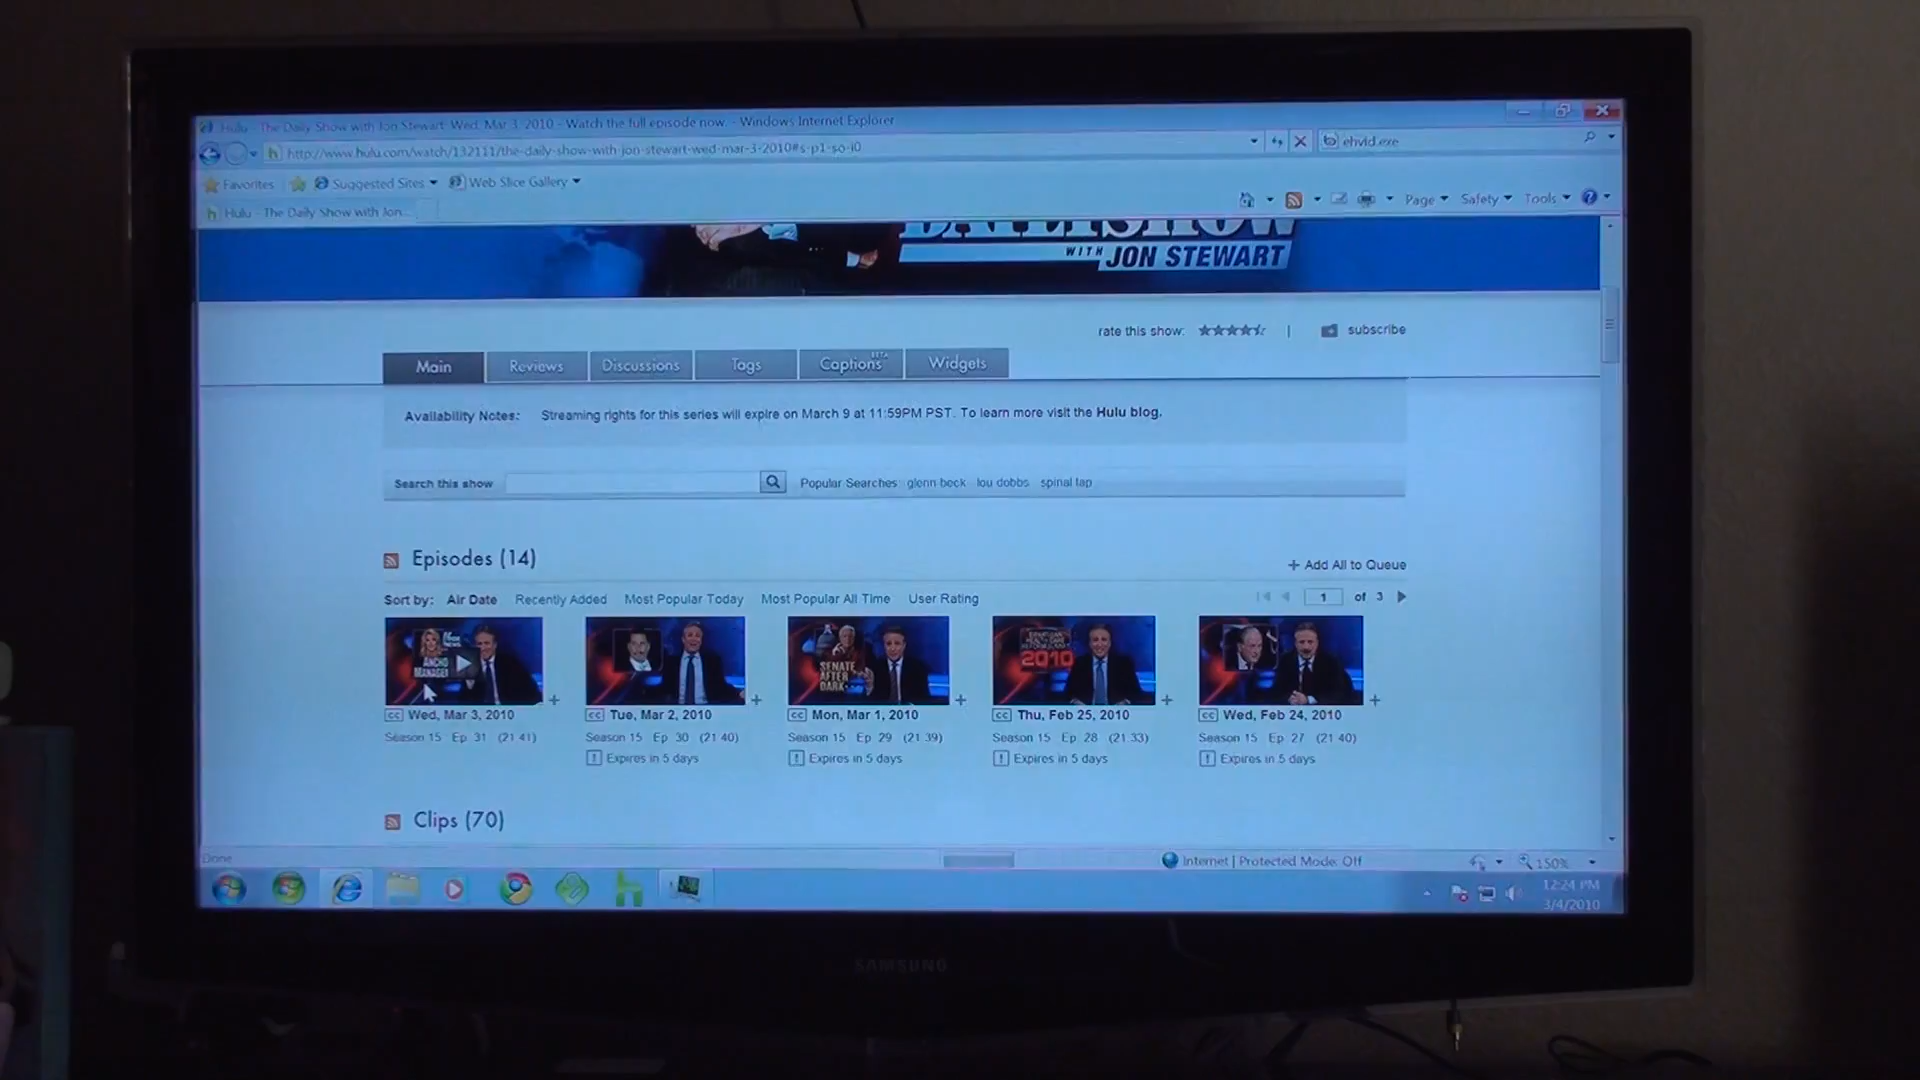 Hulu - The Daily Show with Jon Stewart: Wed, Mar 3, 2010 - Watch the full episode now. - Windows Internet Explorer
http://www.hulu.com/watch/132111/the-daily-show-with-jon-stewart-wed-mar-3-2010#s-p1-so-i0
ehvid.exe
Favorites Suggested Sites Web Slice Gallery
Hulu - The Daily Show with Jon...
Page Safety Tools
WITH JON STEWART
rate this show: | subscribe
Main Reviews Discussions Tags Captions BETA Widgets
Availability Notes: Streaming rights for this series will expire on March 9 at 11:59PM PST. To learn more visit the Hulu blog.
Search this show Popular Searches glenn beck lou dobbs spinal tap
Episodes (14)
+ Add All to Queue
Sort by: Air Date Recently Added Most Popular Today Most Popular All Time User Rating
1 of 3
SENATE AFTER DARK
2010
cc Wed, Mar 3, 2010 cc Tue, Mar 2, 2010 cc Mon, Mar 1, 2010 cc Thu, Feb 25, 2010 cc Wed, Feb 24, 2010
Season 15 Ep. 31 (21:41) Season 15 Ep. 30 (21:40) Season 15 Ep. 29 (21:39) Season 15 Ep. 28 (21:33) Season 15 Ep. 27 (21:40)
! Expires in 5 days ! Expires in 5 days ! Expires in 5 days ! Expires in 5 days
Clips (70)
Done
Internet | Protected Mode: Off
150%
12:24 PM
3/4/2010
SAMSUNG